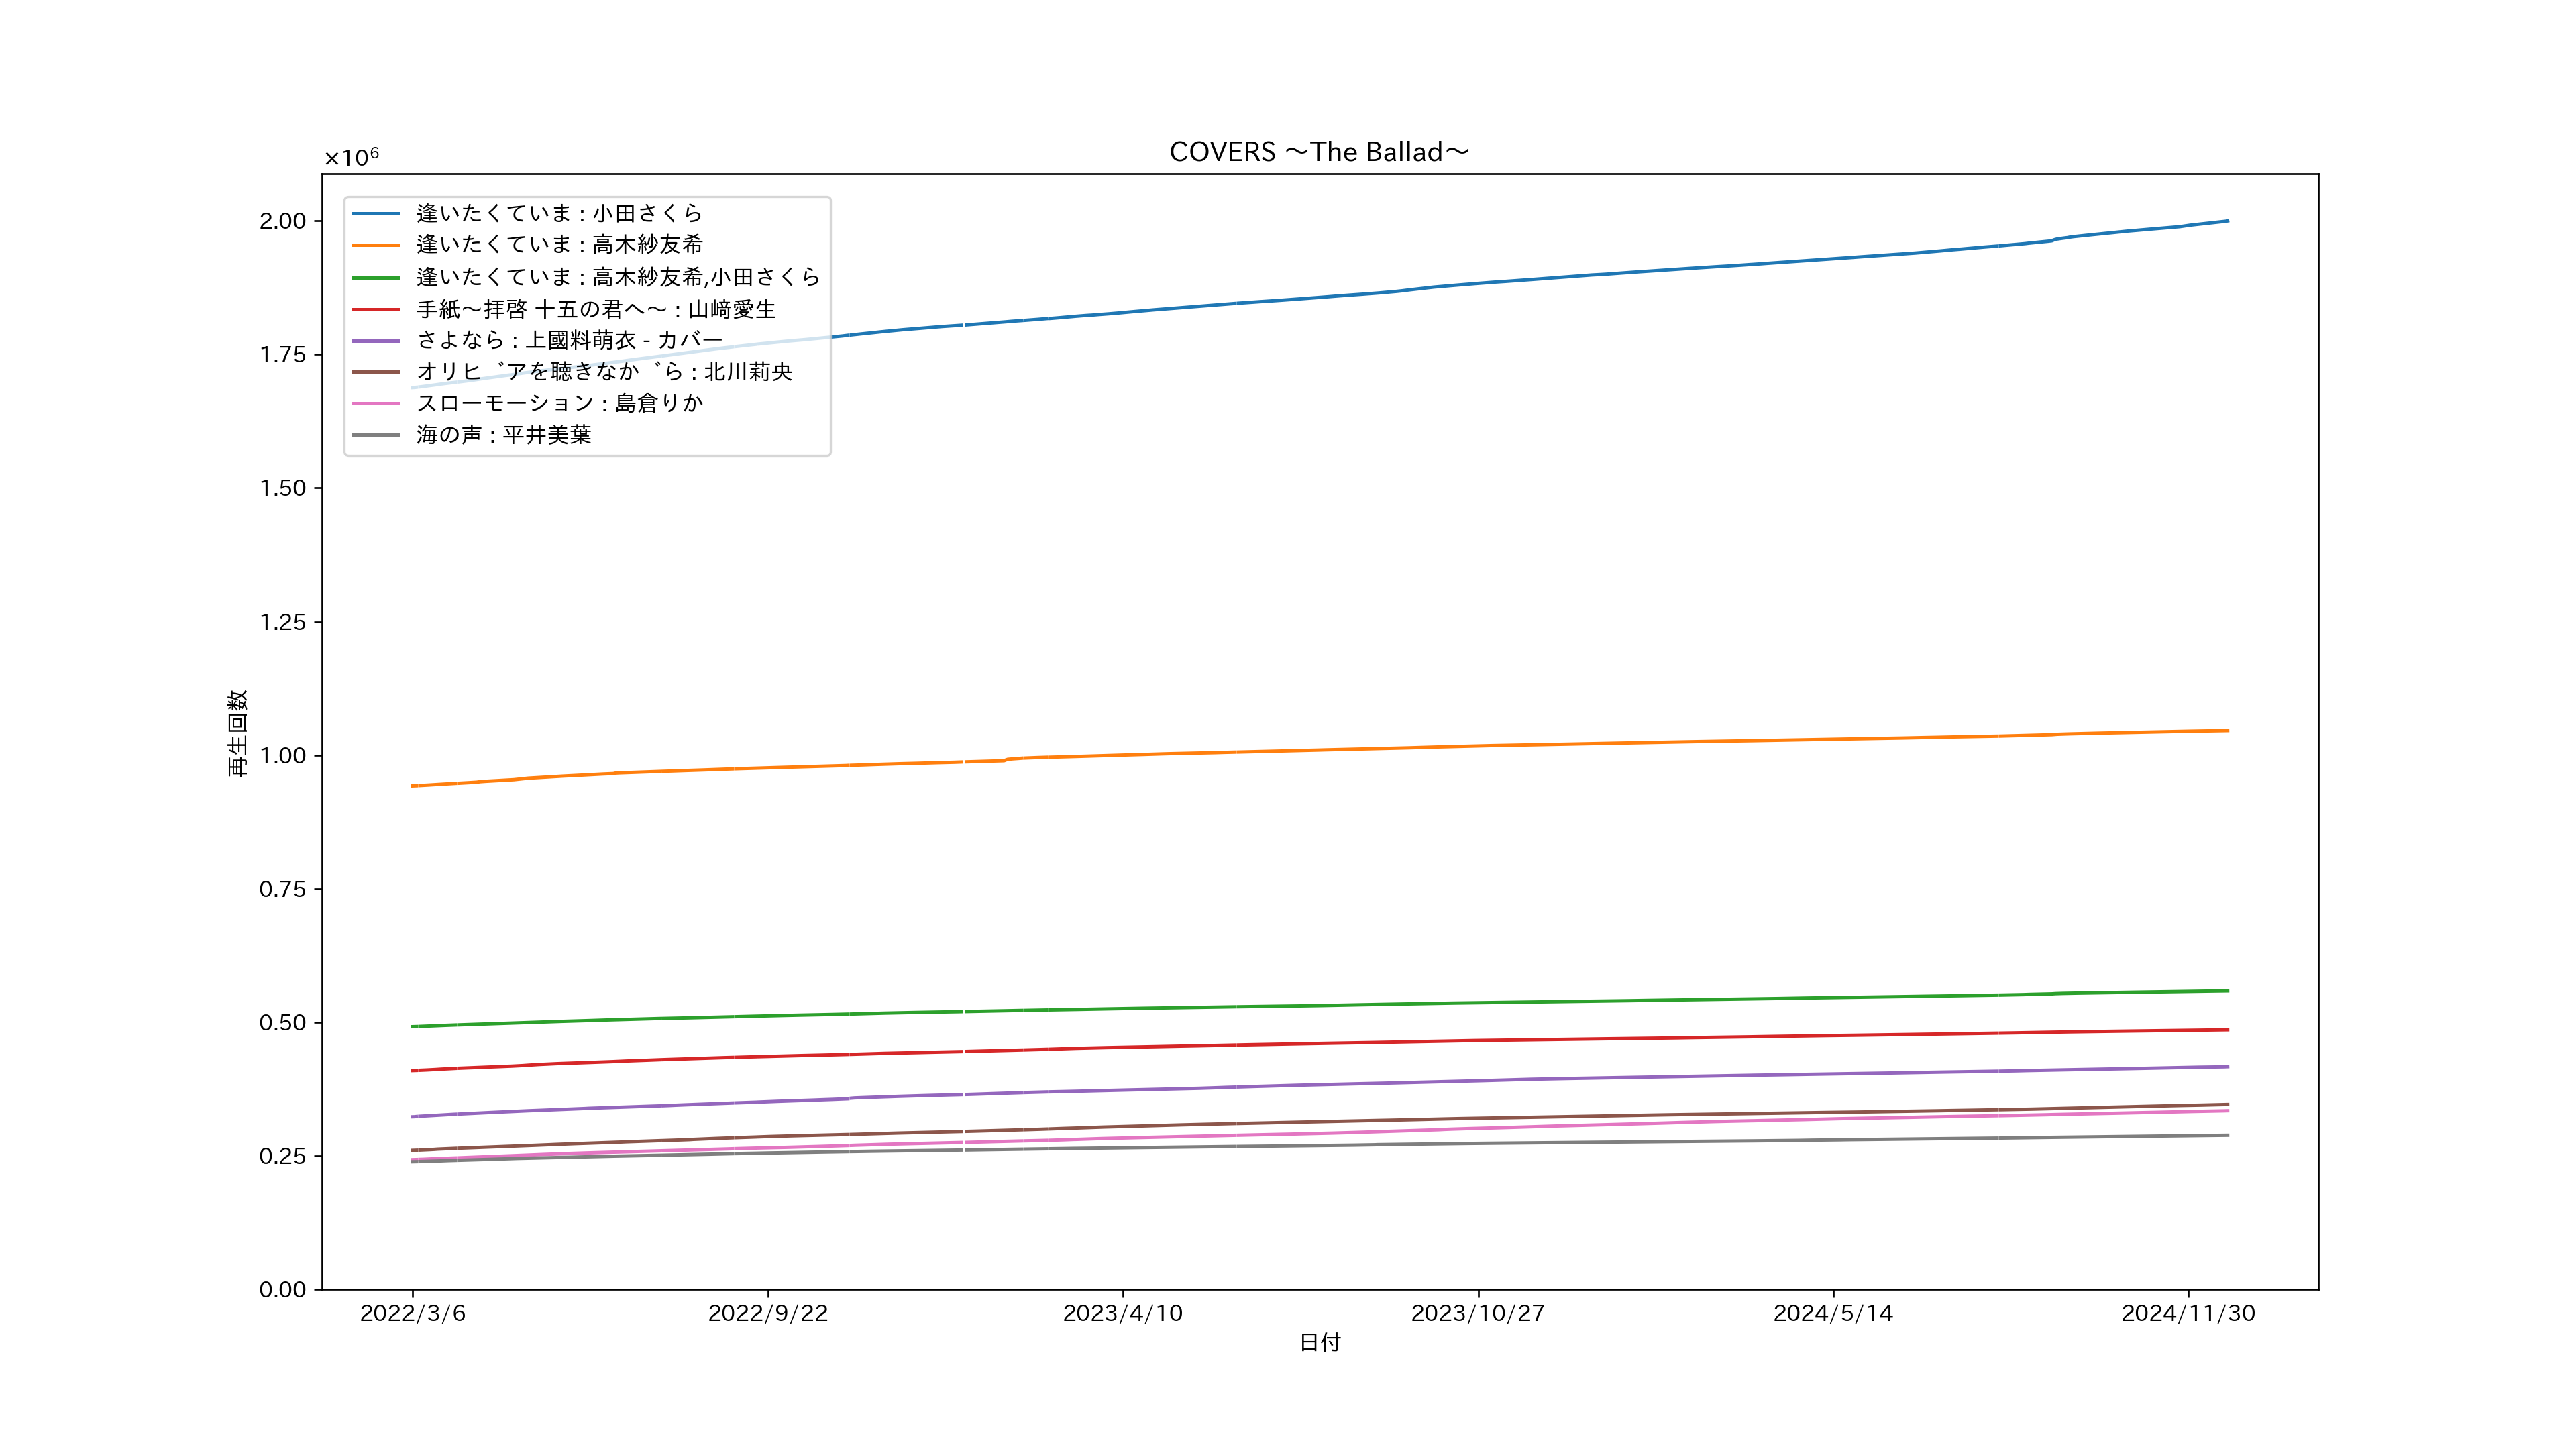 COVERS ～The Ballad～
×10⁶
2.00
1.75
1.50
1.25
1.00
0.75
0.50
0.25
0.00
再生回数
逢いたくていま : 小田さくら
逢いたくていま : 高木紗友希
逢いたくていま : 高木紗友希,小田さくら
手紙～拝啓 十五の君へ～ : 山﨑愛生
さよなら : 上國料萌衣 - カバー
オリビアを聴きながら : 北川莉央
スローモーション : 島倉りか
海の声 : 平井美葉
2022/3/6
2022/9/22
2023/4/10
2023/10/27
2024/5/14
2024/11/30
日付